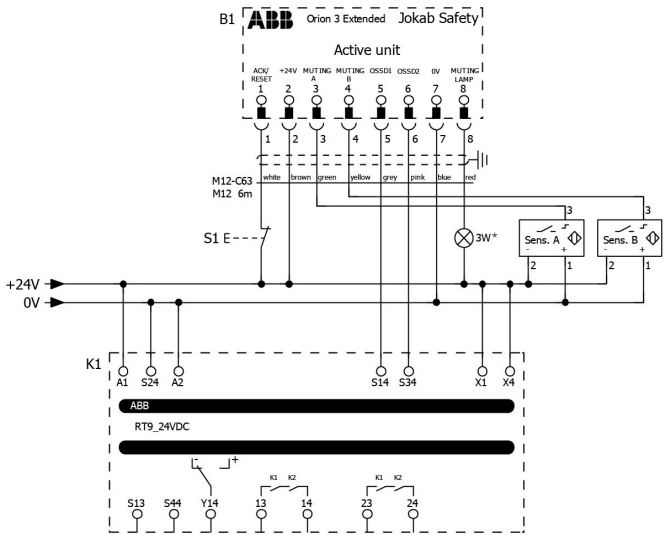 B1 ABB Orion 3 Extended Jokab Safety
Active unit
ACK/ RESET +24V MUTING A MUTING B OSSD1 OSSD2 0V MUTING LAMP
1 2 3 4 5 6 7 8
1 2 3 4 5 6 7 8
M12-C63 white brown green yellow grey pink blue red
M12 6m
3 3
S1 E 3W* Sens. A Sens. B
- + - +
2 1 2 1
+24V
0V
K1
A1 S24 A2 S14 S34 X1 X4
ABB
RT9_24VDC
- +
K1 K2 K1 K2
S13 S44 Y14 13 14 23 24